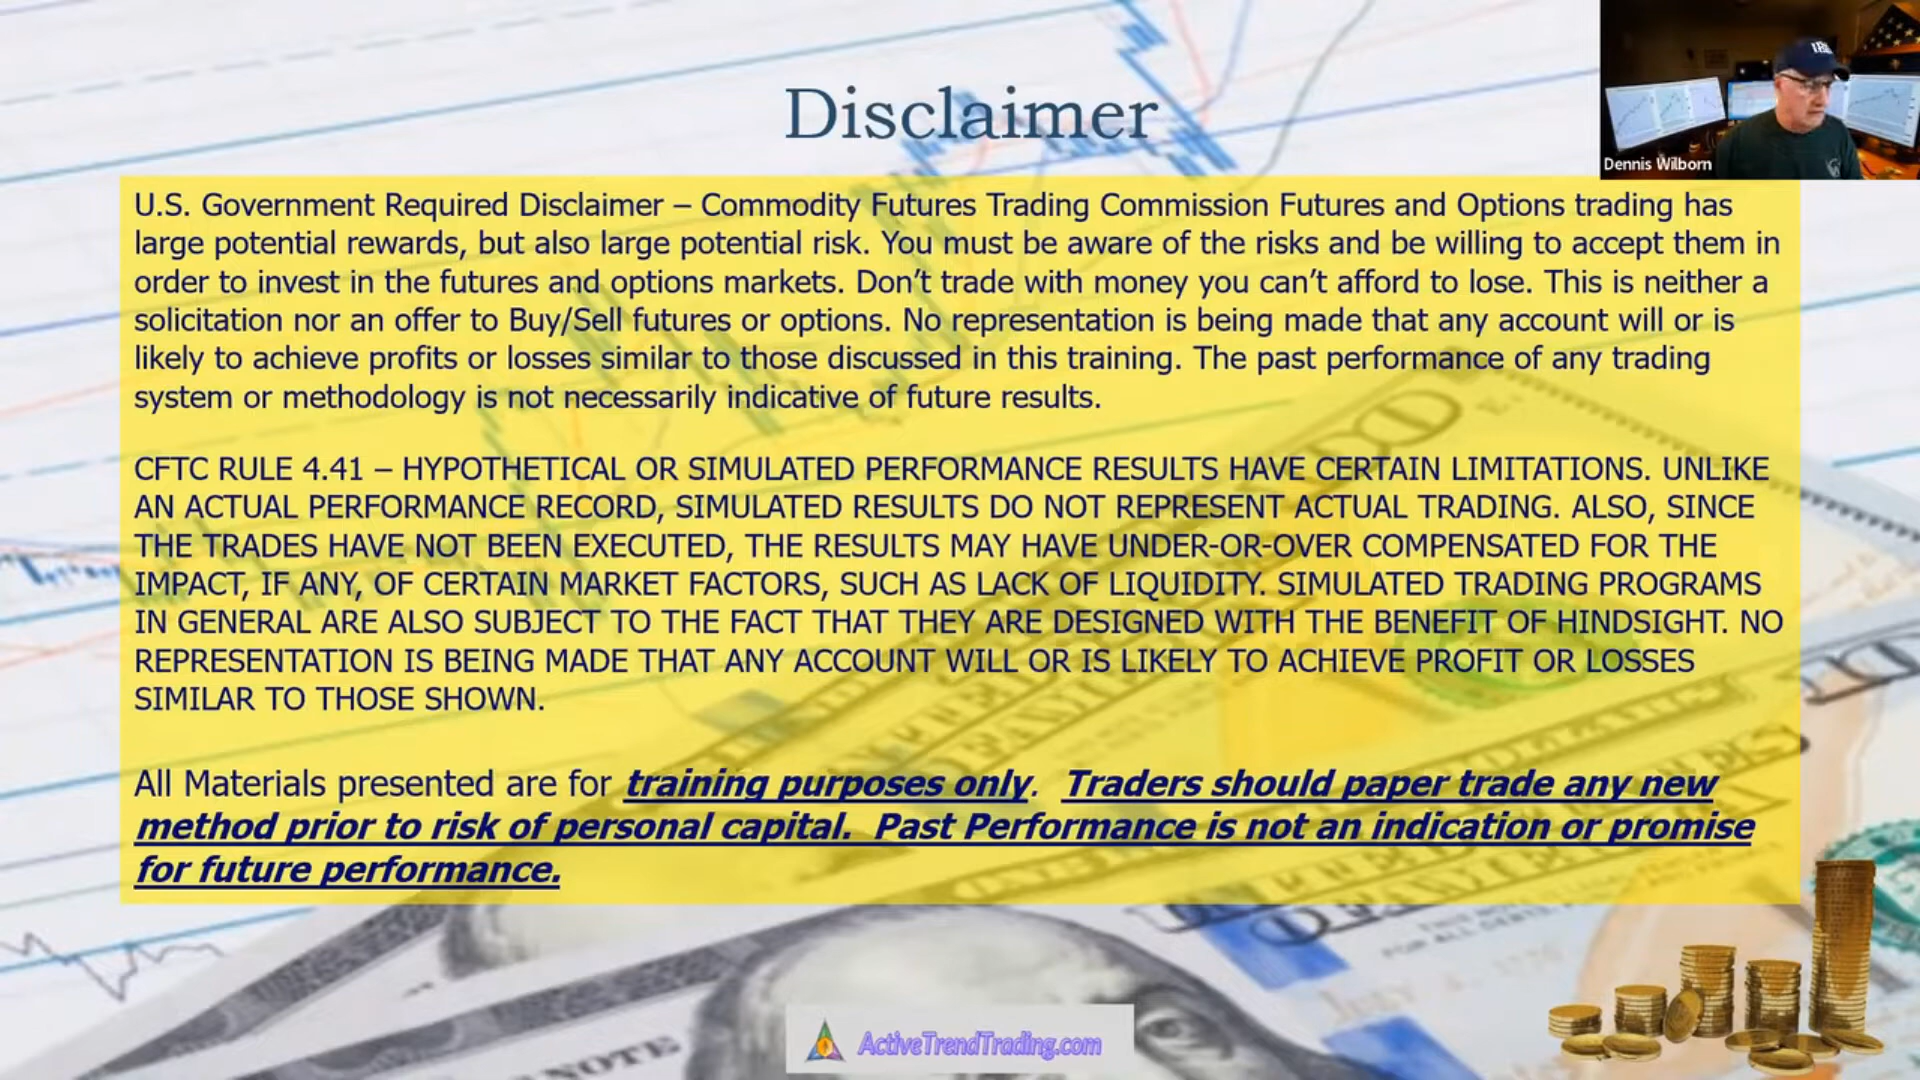 Disclaimer
Dennis Wilborn
U.S. Government Required Disclaimer – Commodity Futures Trading Commission Futures and Options trading has
large potential rewards, but also large potential risk. You must be aware of the risks and be willing to accept them in
order to invest in the futures and options markets. Don’t trade with money you can’t afford to lose. This is neither a
solicitation nor an offer to Buy/Sell futures or options. No representation is being made that any account will or is
likely to achieve profits or losses similar to those discussed in this training. The past performance of any trading
system or methodology is not necessarily indicative of future results.
CFTC RULE 4.41 – HYPOTHETICAL OR SIMULATED PERFORMANCE RESULTS HAVE CERTAIN LIMITATIONS. UNLIKE
AN ACTUAL PERFORMANCE RECORD, SIMULATED RESULTS DO NOT REPRESENT ACTUAL TRADING. ALSO, SINCE
THE TRADES HAVE NOT BEEN EXECUTED, THE RESULTS MAY HAVE UNDER-OR-OVER COMPENSATED FOR THE
IMPACT, IF ANY, OF CERTAIN MARKET FACTORS, SUCH AS LACK OF LIQUIDITY. SIMULATED TRADING PROGRAMS
IN GENERAL ARE ALSO SUBJECT TO THE FACT THAT THEY ARE DESIGNED WITH THE BENEFIT OF HINDSIGHT. NO
REPRESENTATION IS BEING MADE THAT ANY ACCOUNT WILL OR IS LIKELY TO ACHIEVE PROFIT OR LOSSES
SIMILAR TO THOSE SHOWN.
All Materials presented are for training purposes only. Traders should paper trade any new
method prior to risk of personal capital. Past Performance is not an indication or promise
for future performance.
NOTE
ActiveTrendTrading.com